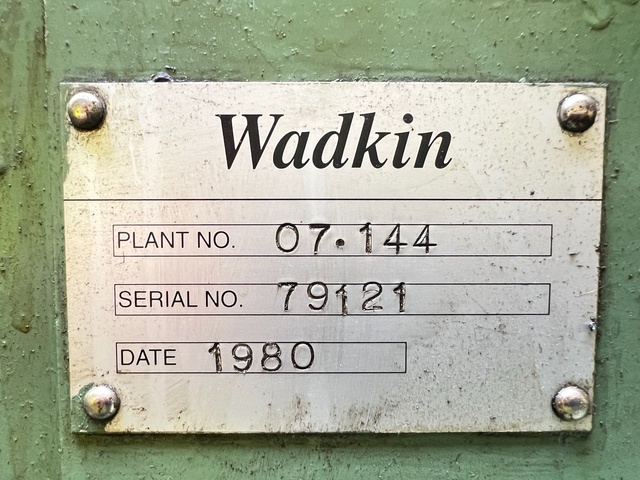 Wadkin
PLANT NO. 07.144
SERIAL NO. 79121
DATE 1980